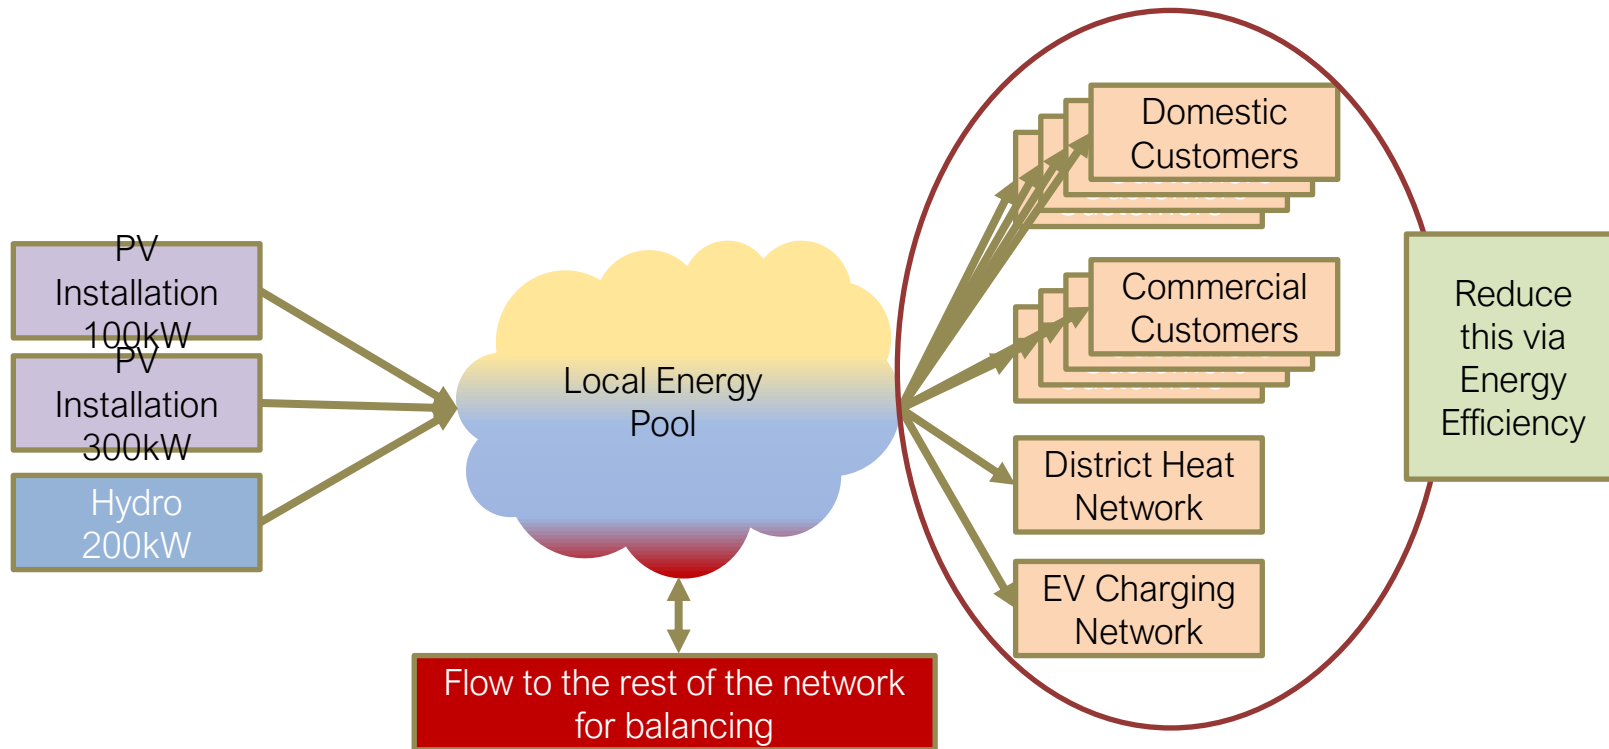 PV
Installation
100kW
PV
Installation
300kW
Hydro
200kW
Local Energy
Pool
Flow to the rest of the network
for balancing
Domestic
Customers
Commercial
Customers
District Heat
Network
EV Charging
Network
Reduce
this via
Energy
Efficiency